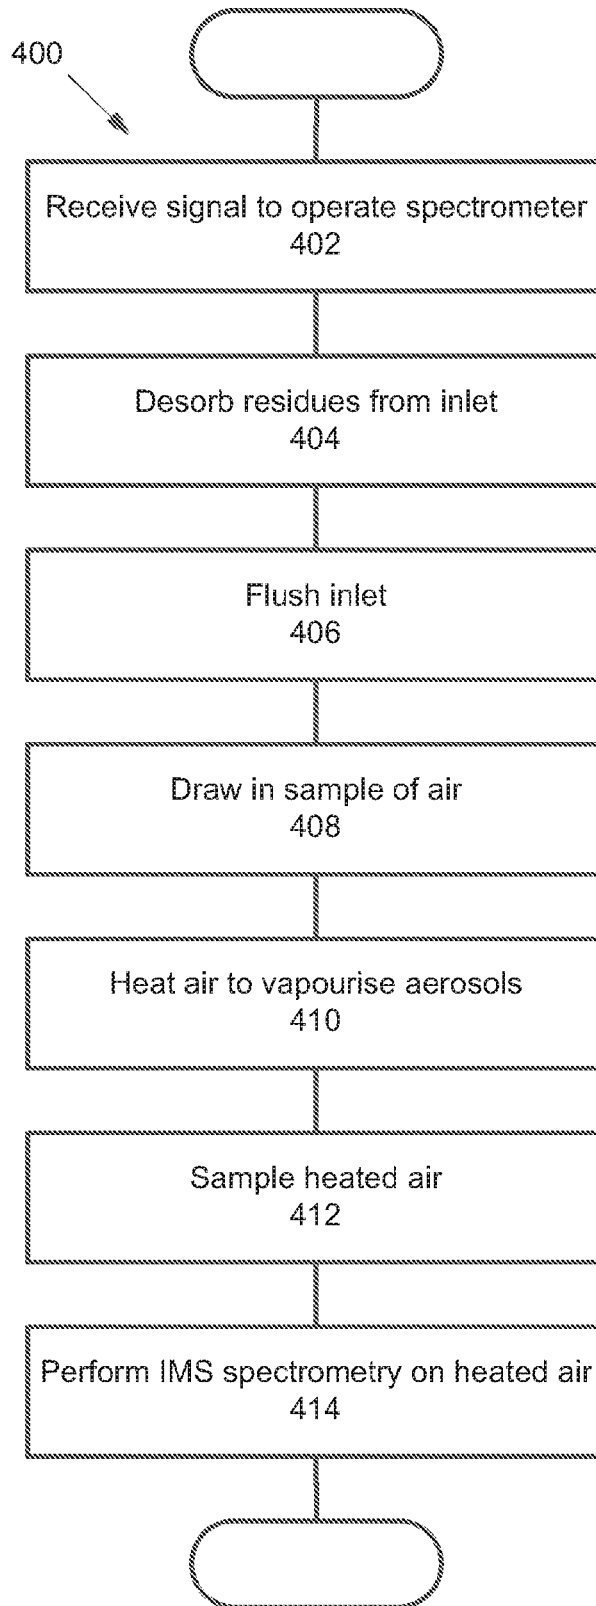 400
Receive signal to operate spectrometer
402
Desorb residues from inlet
404
Flush inlet
406
Draw in sample of air
408
Heat air to vapourise aerosols
410
Sample heated air
412
Perform IMS spectrometry on heated air
414